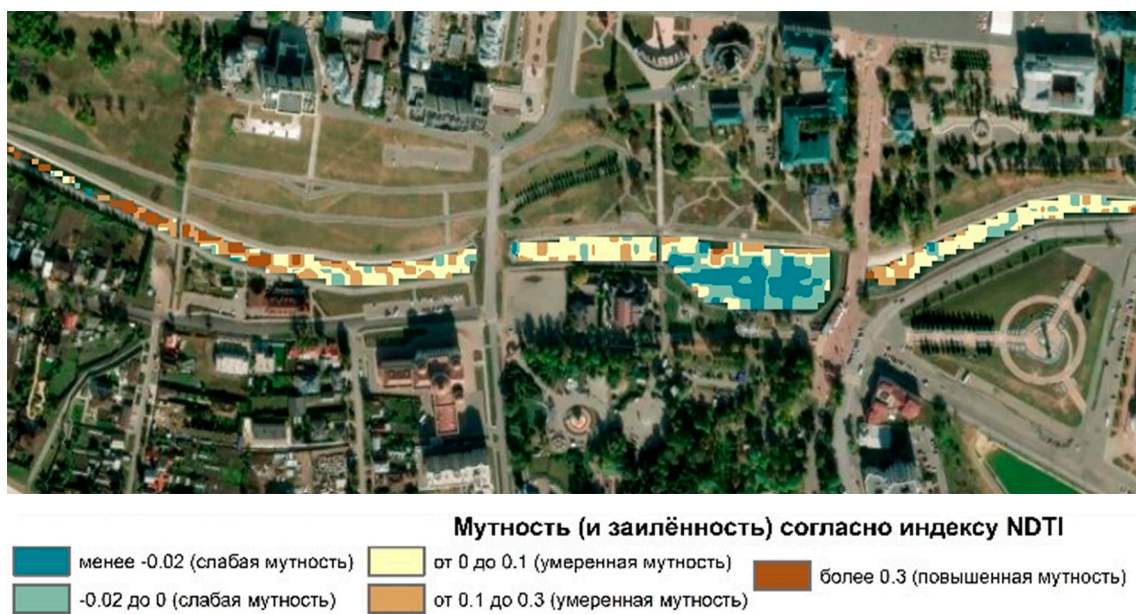 Мутность (и заилённость) согласно индексу NDTI
менее -0.02 (слабая мутность)
от 0 до 0.1 (умеренная мутность)
более 0.3 (повышенная мутность)
-0.02 до 0 (слабая мутность)
от 0.1 до 0.3 (умеренная мутность)